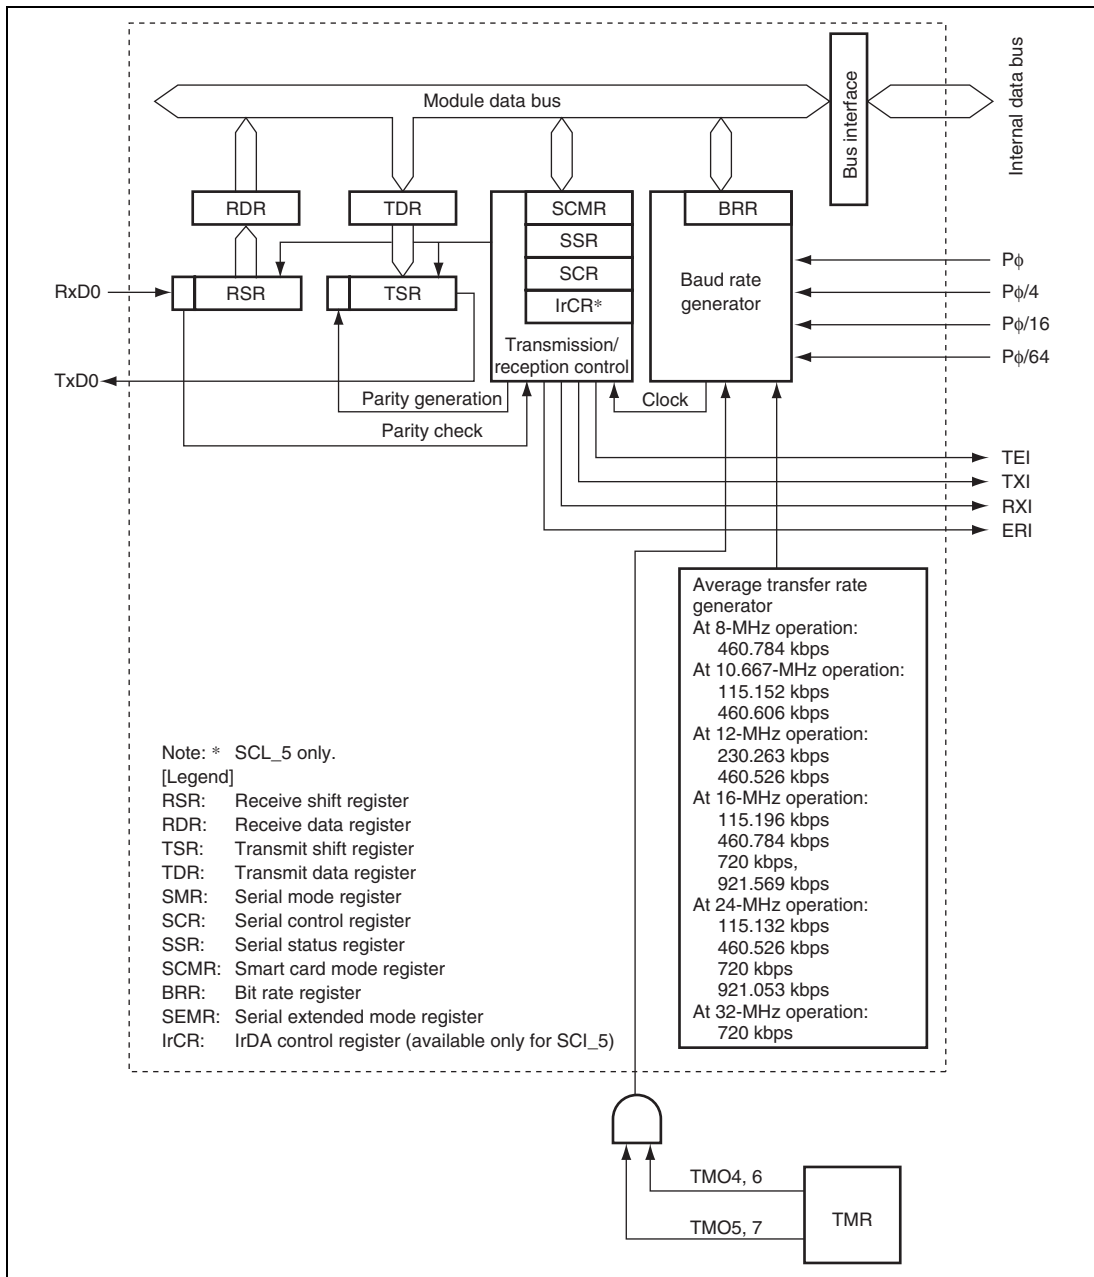 Module data bus
Bus interface
Internal data bus
RDR
TDR
SCMR
BRR
SSR
SCR
IrCR*
RSR
TSR
Transmission/
reception control
Baud rate
generator
RxD0
TxD0
Pϕ
Pϕ/4
Pϕ/16
Pϕ/64
Parity generation
Clock
Parity check
TEI
TXI
RXI
ERI
Average transfer rate
generator
At 8-MHz operation:
460.784 kbps
At 10.667-MHz operation:
115.152 kbps
460.606 kbps
At 12-MHz operation:
230.263 kbps
460.526 kbps
At 16-MHz operation:
115.196 kbps
460.784 kbps
720 kbps,
921.569 kbps
At 24-MHz operation:
115.132 kbps
460.526 kbps
720 kbps
921.053 kbps
At 32-MHz operation:
720 kbps
Note: * SCL_5 only.
[Legend]
RSR: Receive shift register
RDR: Receive data register
TSR: Transmit shift register
TDR: Transmit data register
SMR: Serial mode register
SCR: Serial control register
SSR: Serial status register
SCMR: Smart card mode register
BRR: Bit rate register
SEMR: Serial extended mode register
IrCR: IrDA control register (available only for SCI_5)
TMO4, 6
TMO5, 7
TMR